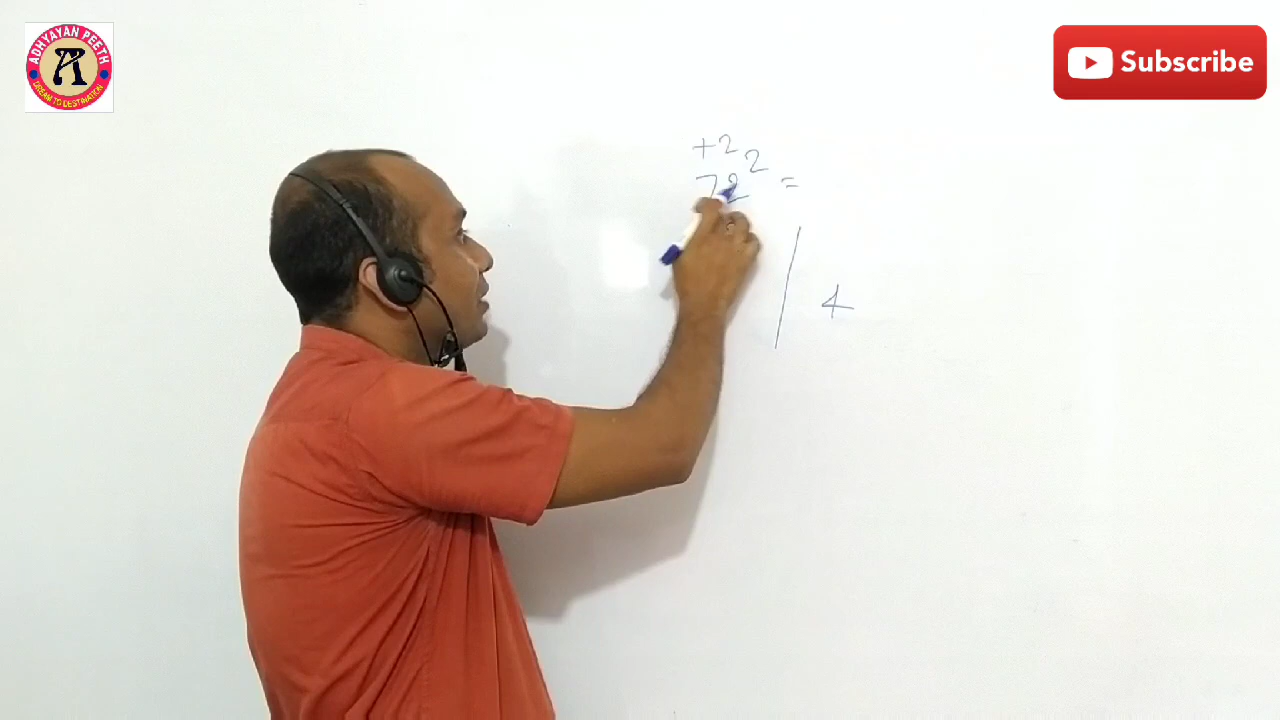 ADHYAYAN PEETH
A
DREAM TO DESTINATION
Subscribe
+2
72² =
4